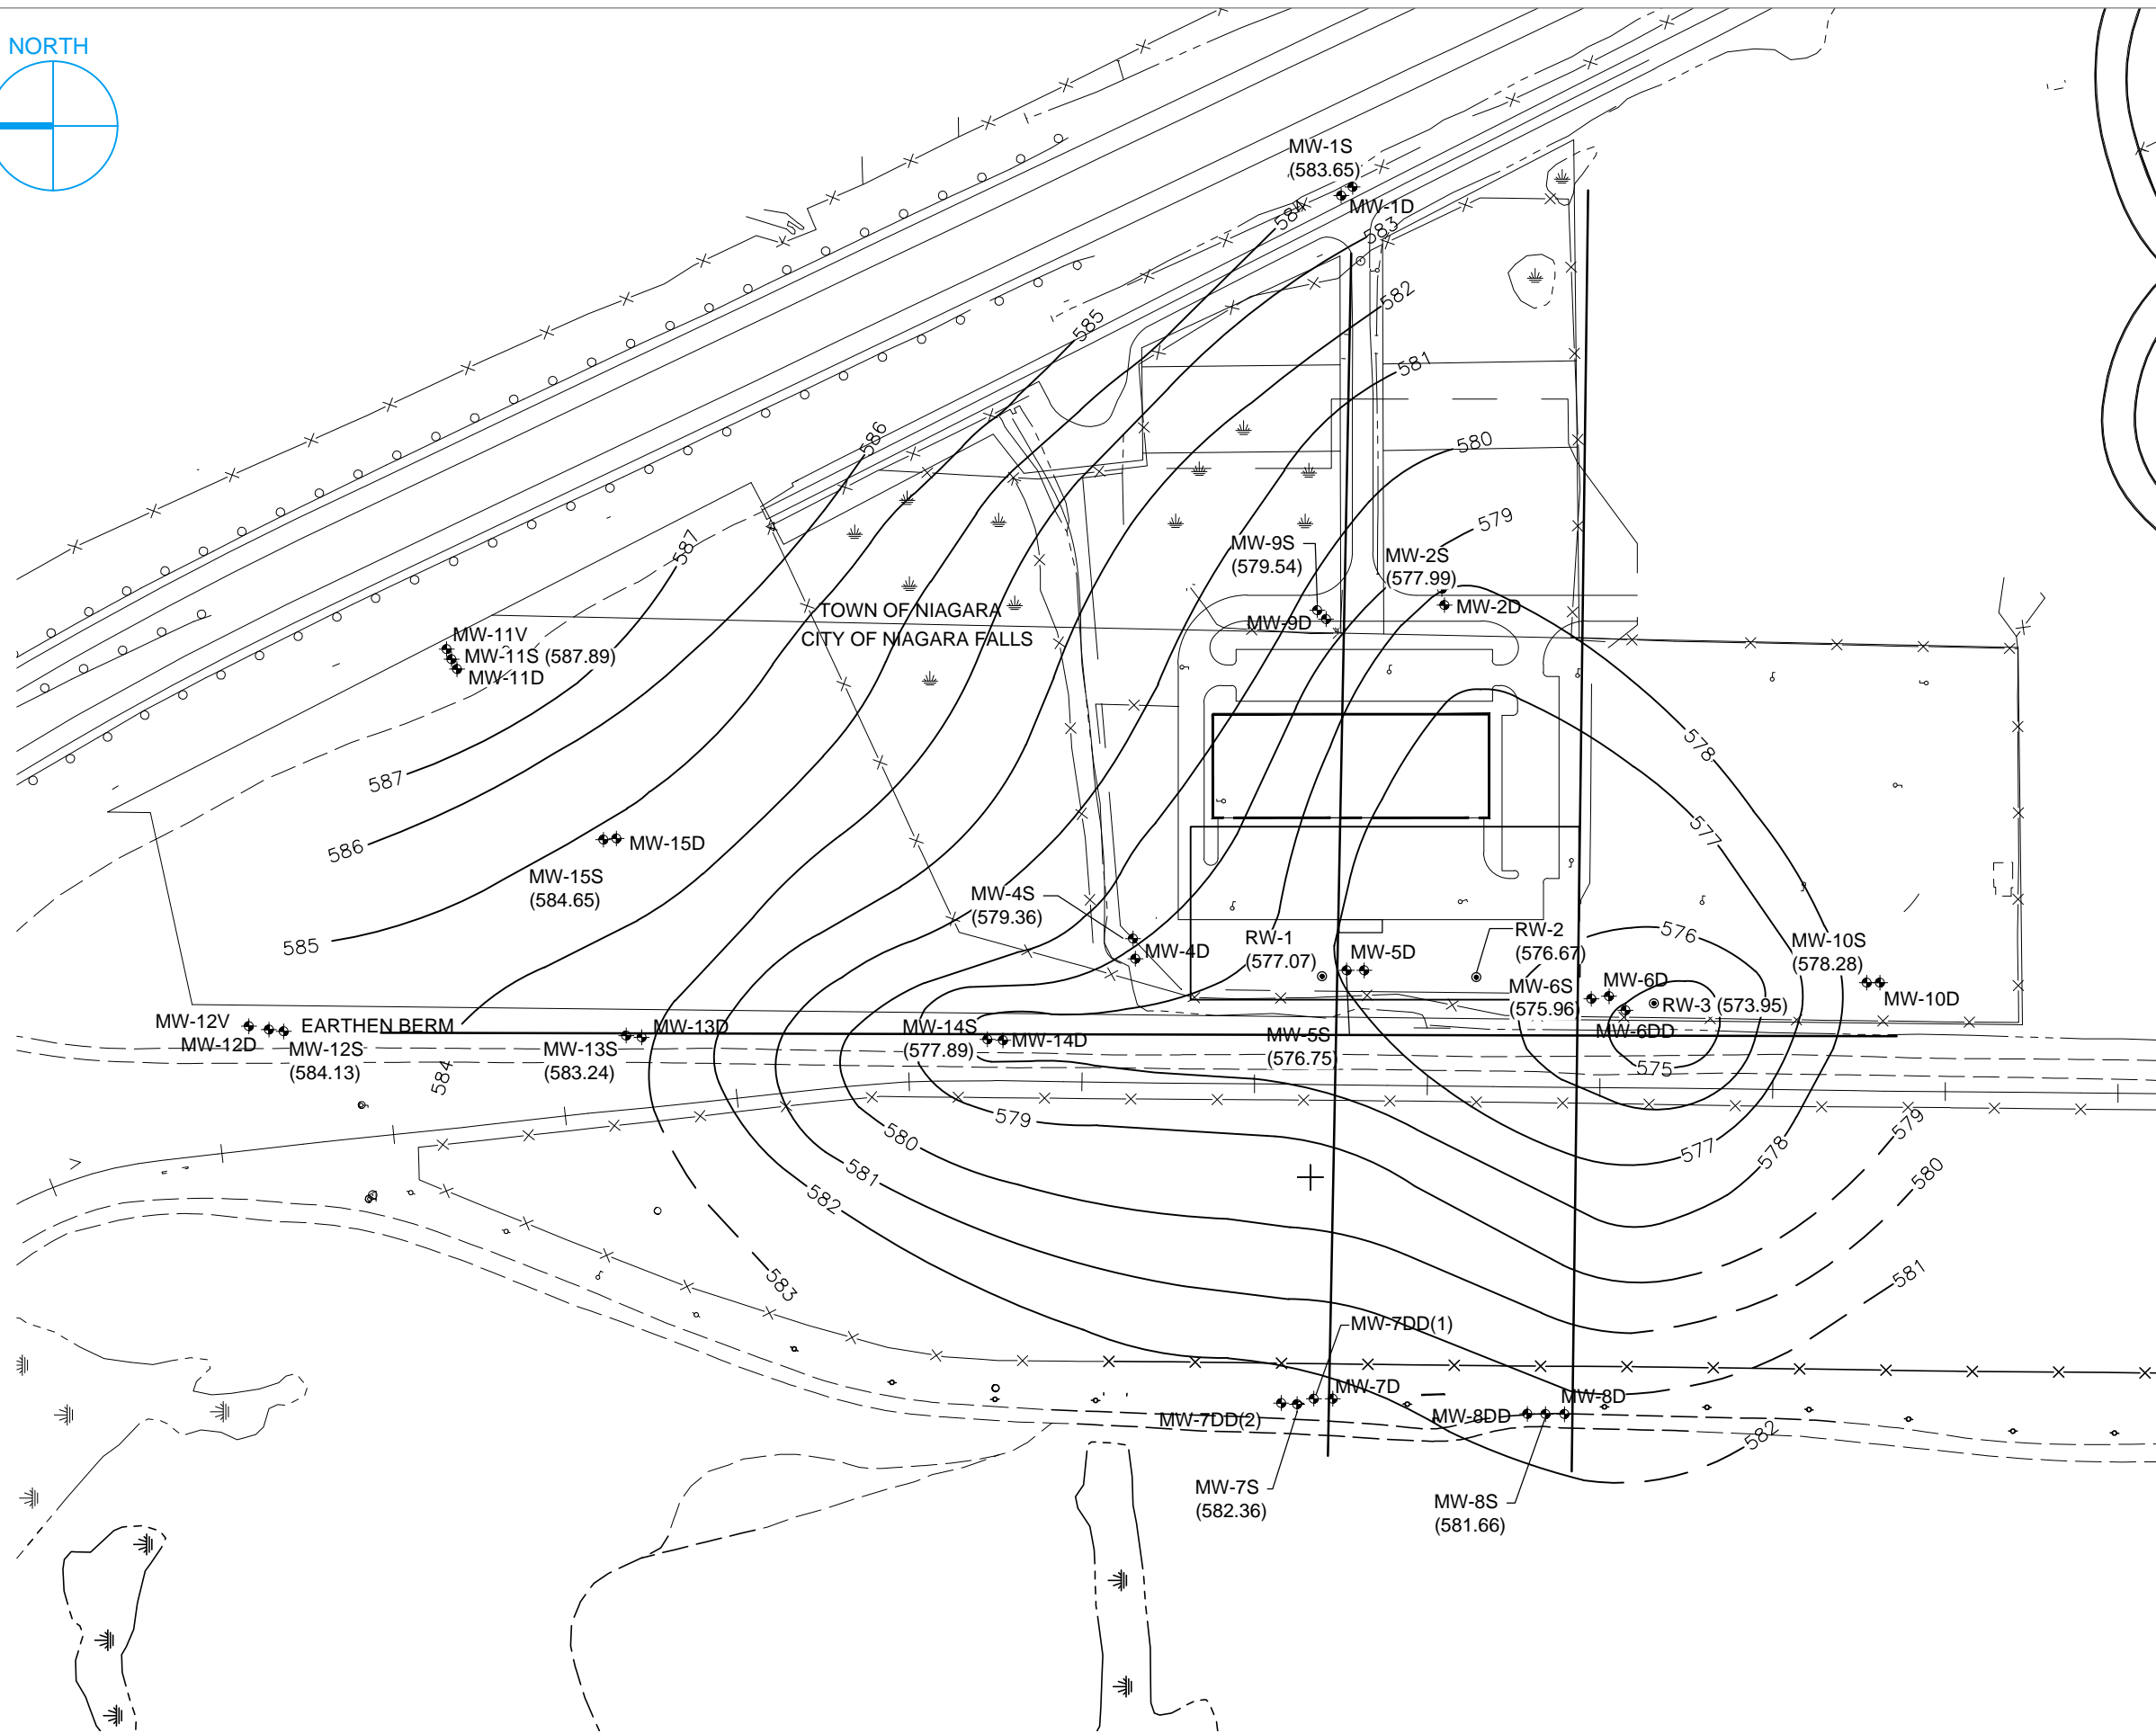 NORTH
MW-1S
(583.65)
MW-1D
584
583
582
585
581
586
580
579
587
MW-9S
(579.54)
MW-2S
(577.99)
MW-2D
MW-9D
TOWN OF NIAGARA
CITY OF NIAGARA FALLS
MW-11V
MW-11S (587.89)
MW-11D
578
587
577
586
MW-15D
MW-15S
(584.65)
MW-4S
(579.36)
585
MW-4D
RW-1
(577.07)
MW-5D
RW-2
(576.67)
576
MW-10S
(578.28)
MW-6S
(575.96)
MW-6D
RW-3 (573.95)
MW-10D
MW-12V
MW-12D
EARTHEN BERM
MW-12S
(584.13)
MW-13D
MW-13S
(583.24)
MW-14S
(577.89)
MW-14D
MW-5S
(576.75)
MW-6DD
575
584
579
580
581
582
583
577
578
579
580
581
MW-7DD(1)
MW-7D
MW-7DD(2)
MW-8D
MW-8DD
582
MW-7S
(582.36)
MW-8S
(581.66)